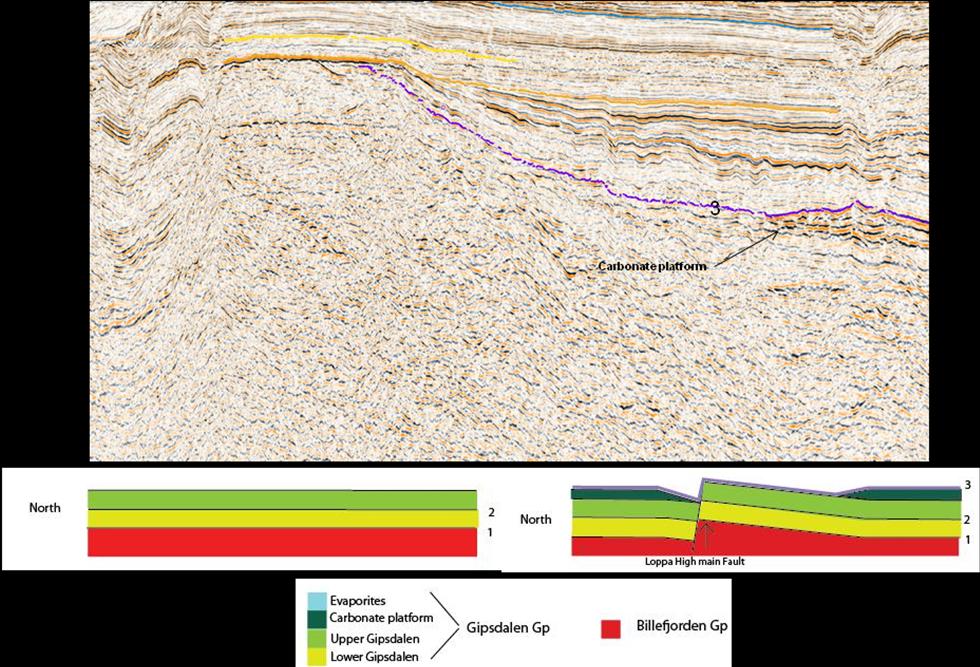 3
Carbonate platform
North
2
1
North
3
2
1
Loppa High main Fault
Evaporites
Carbonate platform
Upper Gipsdalen
Lower Gipsdalen
Gipsdalen Gp
Billefjorden Gp